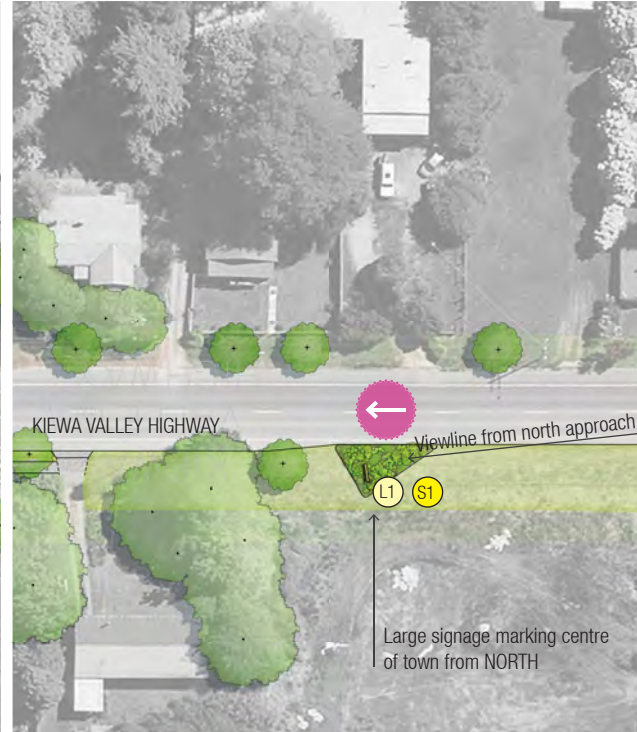 KIEWA VALLEY HIGHWAY
Viewline from north approach
L1
S1
Large signage marking centre
of town from NORTH